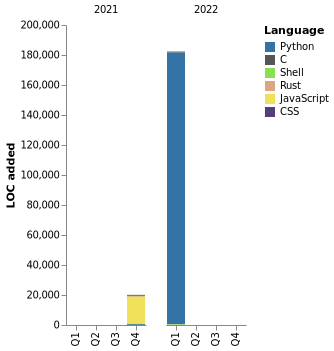 2021 2022
200,000
180,000
160,000
140,000
120,000
100,000
80,000
60,000
40,000
20,000
0
LOC added
Q1 Q2 Q3 Q4 Q1 Q2 Q3 Q4
Language
Python
C
Shell
Rust
JavaScript
CSS